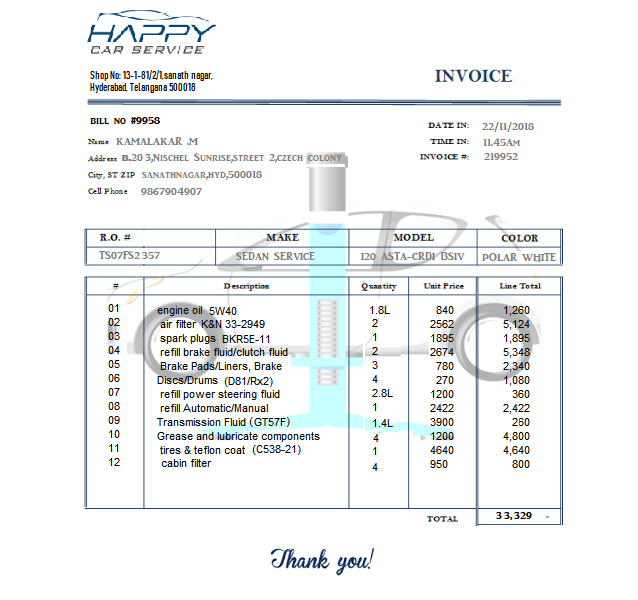 HAPPY
CAR SERVICE
Shop No: 13-1-81/2/1,sanath nagar,
Hyderabad, Telangana 500018
INVOICE
BILL NO #9958
DATE IN: 22/11/2018
Name KAMALAKAR .M
TIME IN: 11.45AM
Address B.20 3,NISCHEL SUNRISE,STREET 2,CZECH COLONY
INVOICE #: 219952
City, ST ZIP SANATHNAGAR,HYD,500018
Cell Phone 9867904907
R.O. # MAKE MODEL COLOR
TS07FS2357 SEDAN SERVICE I20 ASTA-CRDI BSIV POLAR WHITE
# Description Quantity Unit Price Line Total
01 engine oil 5W40 1.8L 840 1,260
02 air filter K&N 33-2949 2 2562 5,124
03 spark plugs BKR5E-11 1 1895 1,895
04 refill brake fluid/clutch fluid 2 2674 5,348
05 Brake Pads/Liners, Brake 3 780 2,340
06 Discs/Drums (D81/Rx2) 4 270 1,080
07 refill power steering fluid 2.8L 1200 360
08 refill Automatic/Manual 1 2422 2,422
09 Transmission Fluid (GT57F) 1.4L 3900 260
10 Grease and lubricate components 4 1200 4,800
11 tires & teflon coat (C538-21) 1 4640 4,640
12 cabin filter 4 950 800
TOTAL 33,329 -
Thank you!